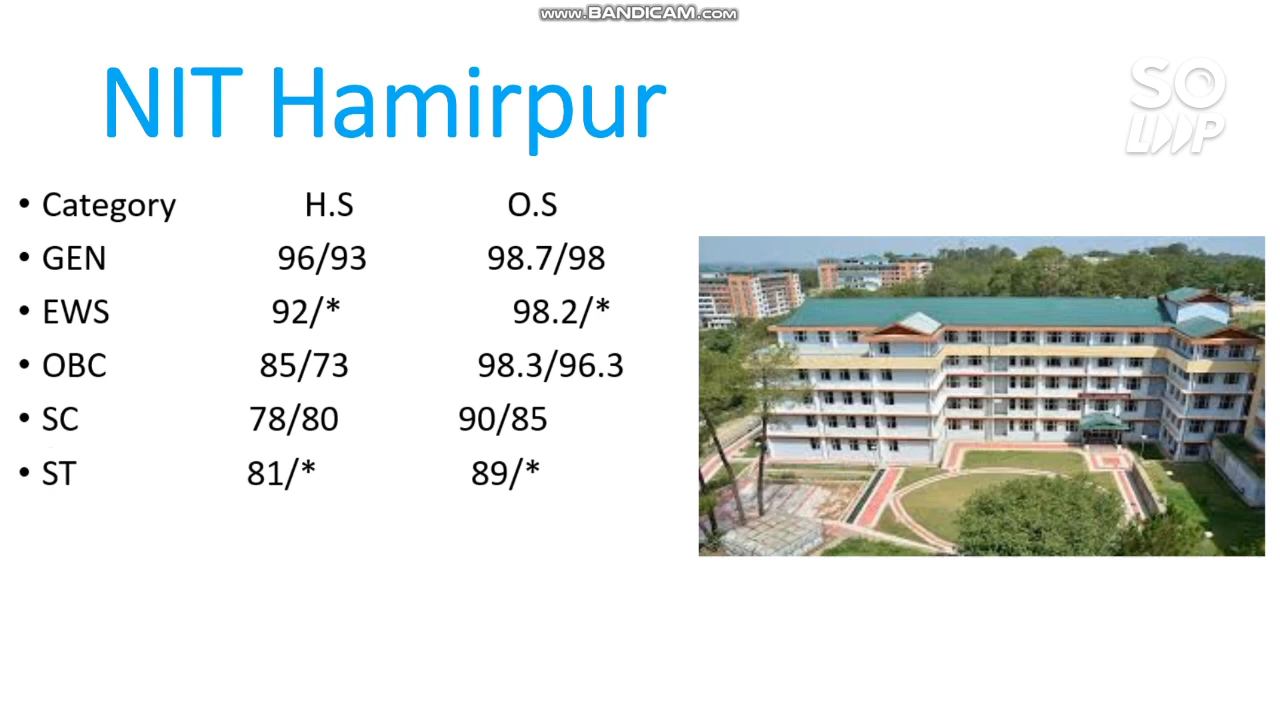 www.BANDICAM.com
NIT Hamirpur
SO
LOOP
• Category H.S O.S
• GEN 96/93 98.7/98
• EWS 92/* 98.2/*
• OBC 85/73 98.3/96.3
• SC 78/80 90/85
• ST 81/* 89/*